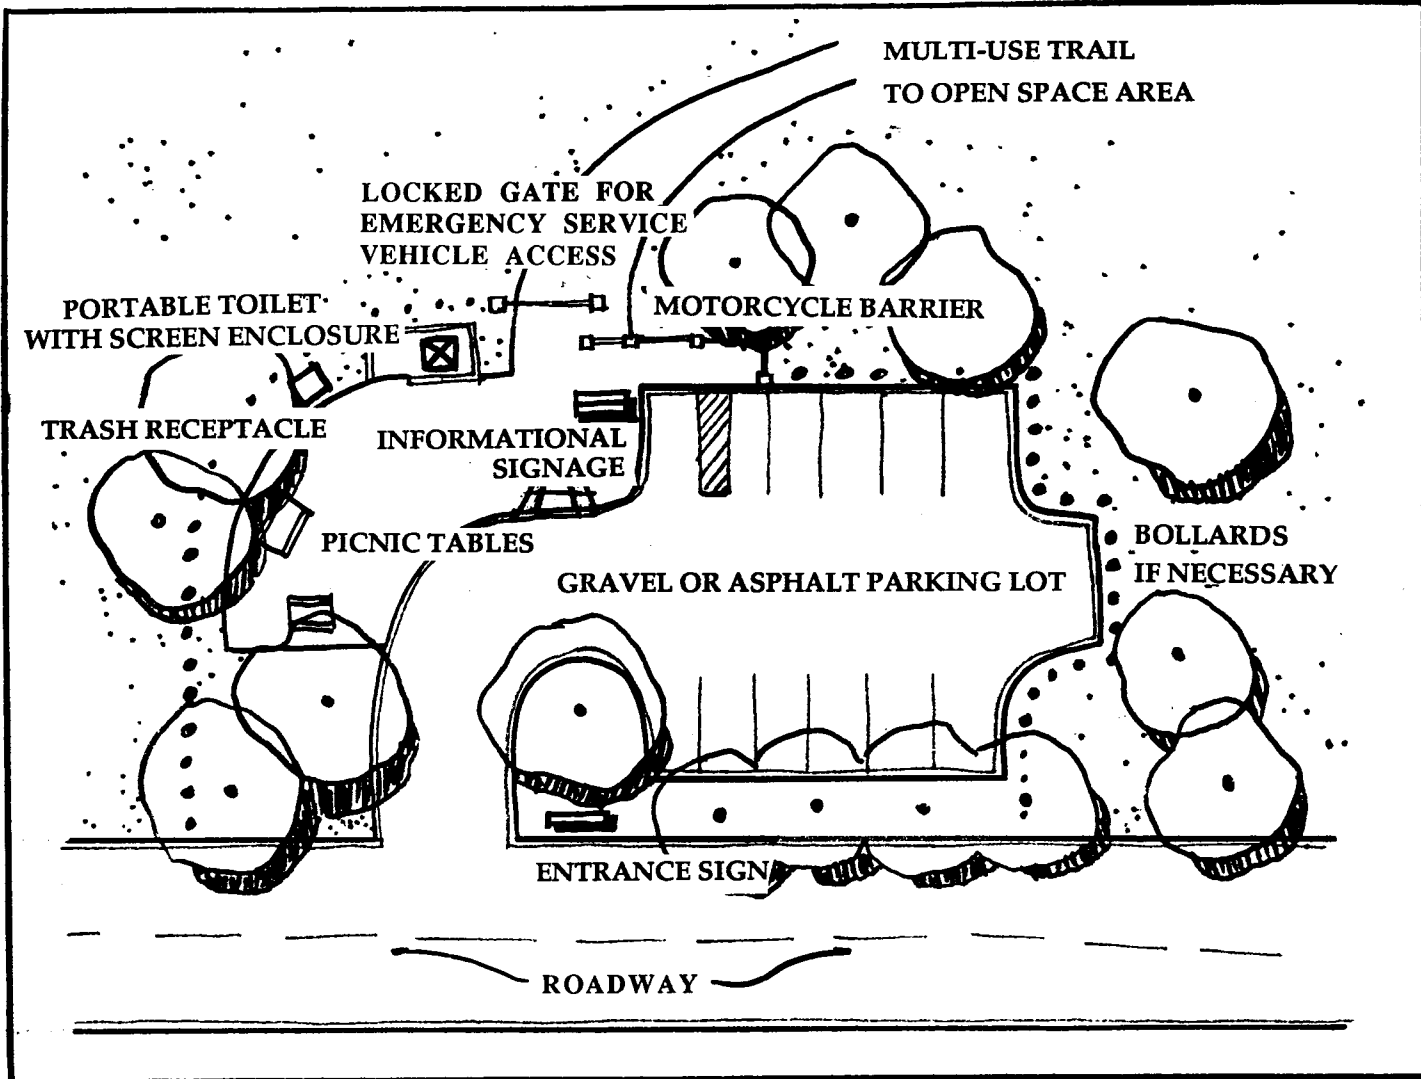 MULTI-USE TRAIL
TO OPEN SPACE AREA
LOCKED GATE FOR
EMERGENCY SERVICE
VEHICLE ACCESS
PORTABLE TOILET
WITH SCREEN ENCLOSURE
MOTORCYCLE BARRIER
TRASH RECEPTACLE
INFORMATIONAL
SIGNAGE
PICNIC TABLES
BOLLARDS
IF NECESSARY
GRAVEL OR ASPHALT PARKING LOT
ENTRANCE SIGN
ROADWAY